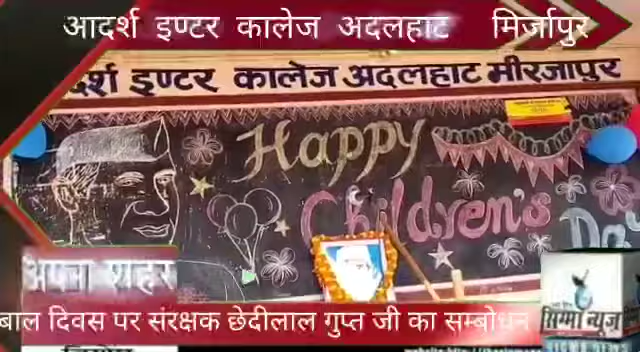 आदर्श इण्टर कालेज अदलहाट मिर्जापुर
दर्श इण्टर कालेज अदलहाट मीरजापुर
Happy
Children's
Day
अपना शहर
बाल दिवस पर संरक्षक छेदीलाल गुप्त जी का सम्बोधन
सिग्मा न्यूज